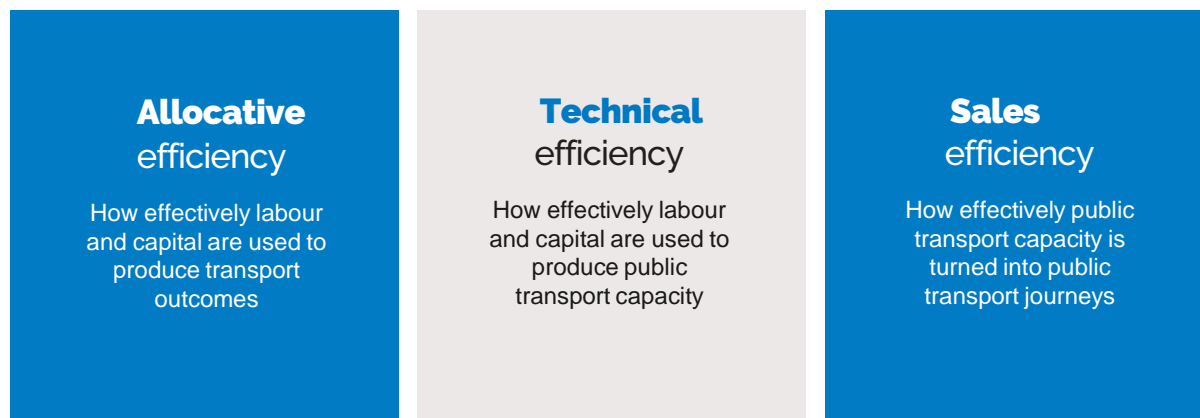 Allocative
efficiency
How effectively labour
and capital are used to
produce transport
outcomes
Technical
efficiency
How effectively labour
and capital are used to
produce public
transport capacity
Sales
efficiency
How effectively public
transport capacity is
turned into public
transport journeys